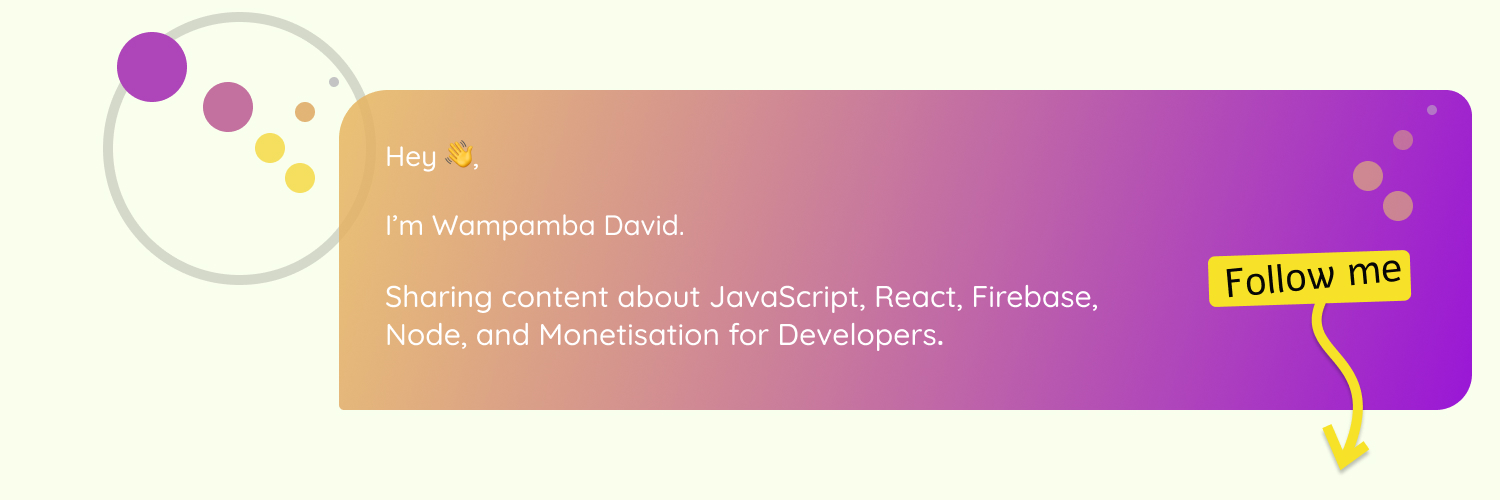 Hey 👋,
I’m Wampamba David.
Sharing content about JavaScript, React, Firebase,
Node, and Monetisation for Developers.
Follow me